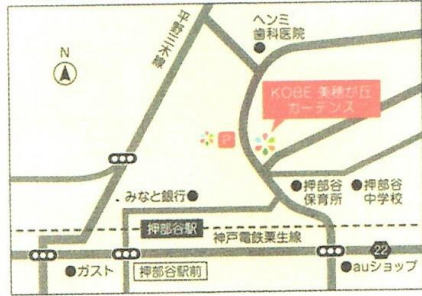 平野三木線
ヘンミ
歯科医院
N
KOBE 美穂が丘
ガーデンズ
P
みなと銀行
押部谷
保育所
押部谷
中学校
押部谷駅
神戸電鉄粟生線
22
ガスト
押部谷駅前
auショップ